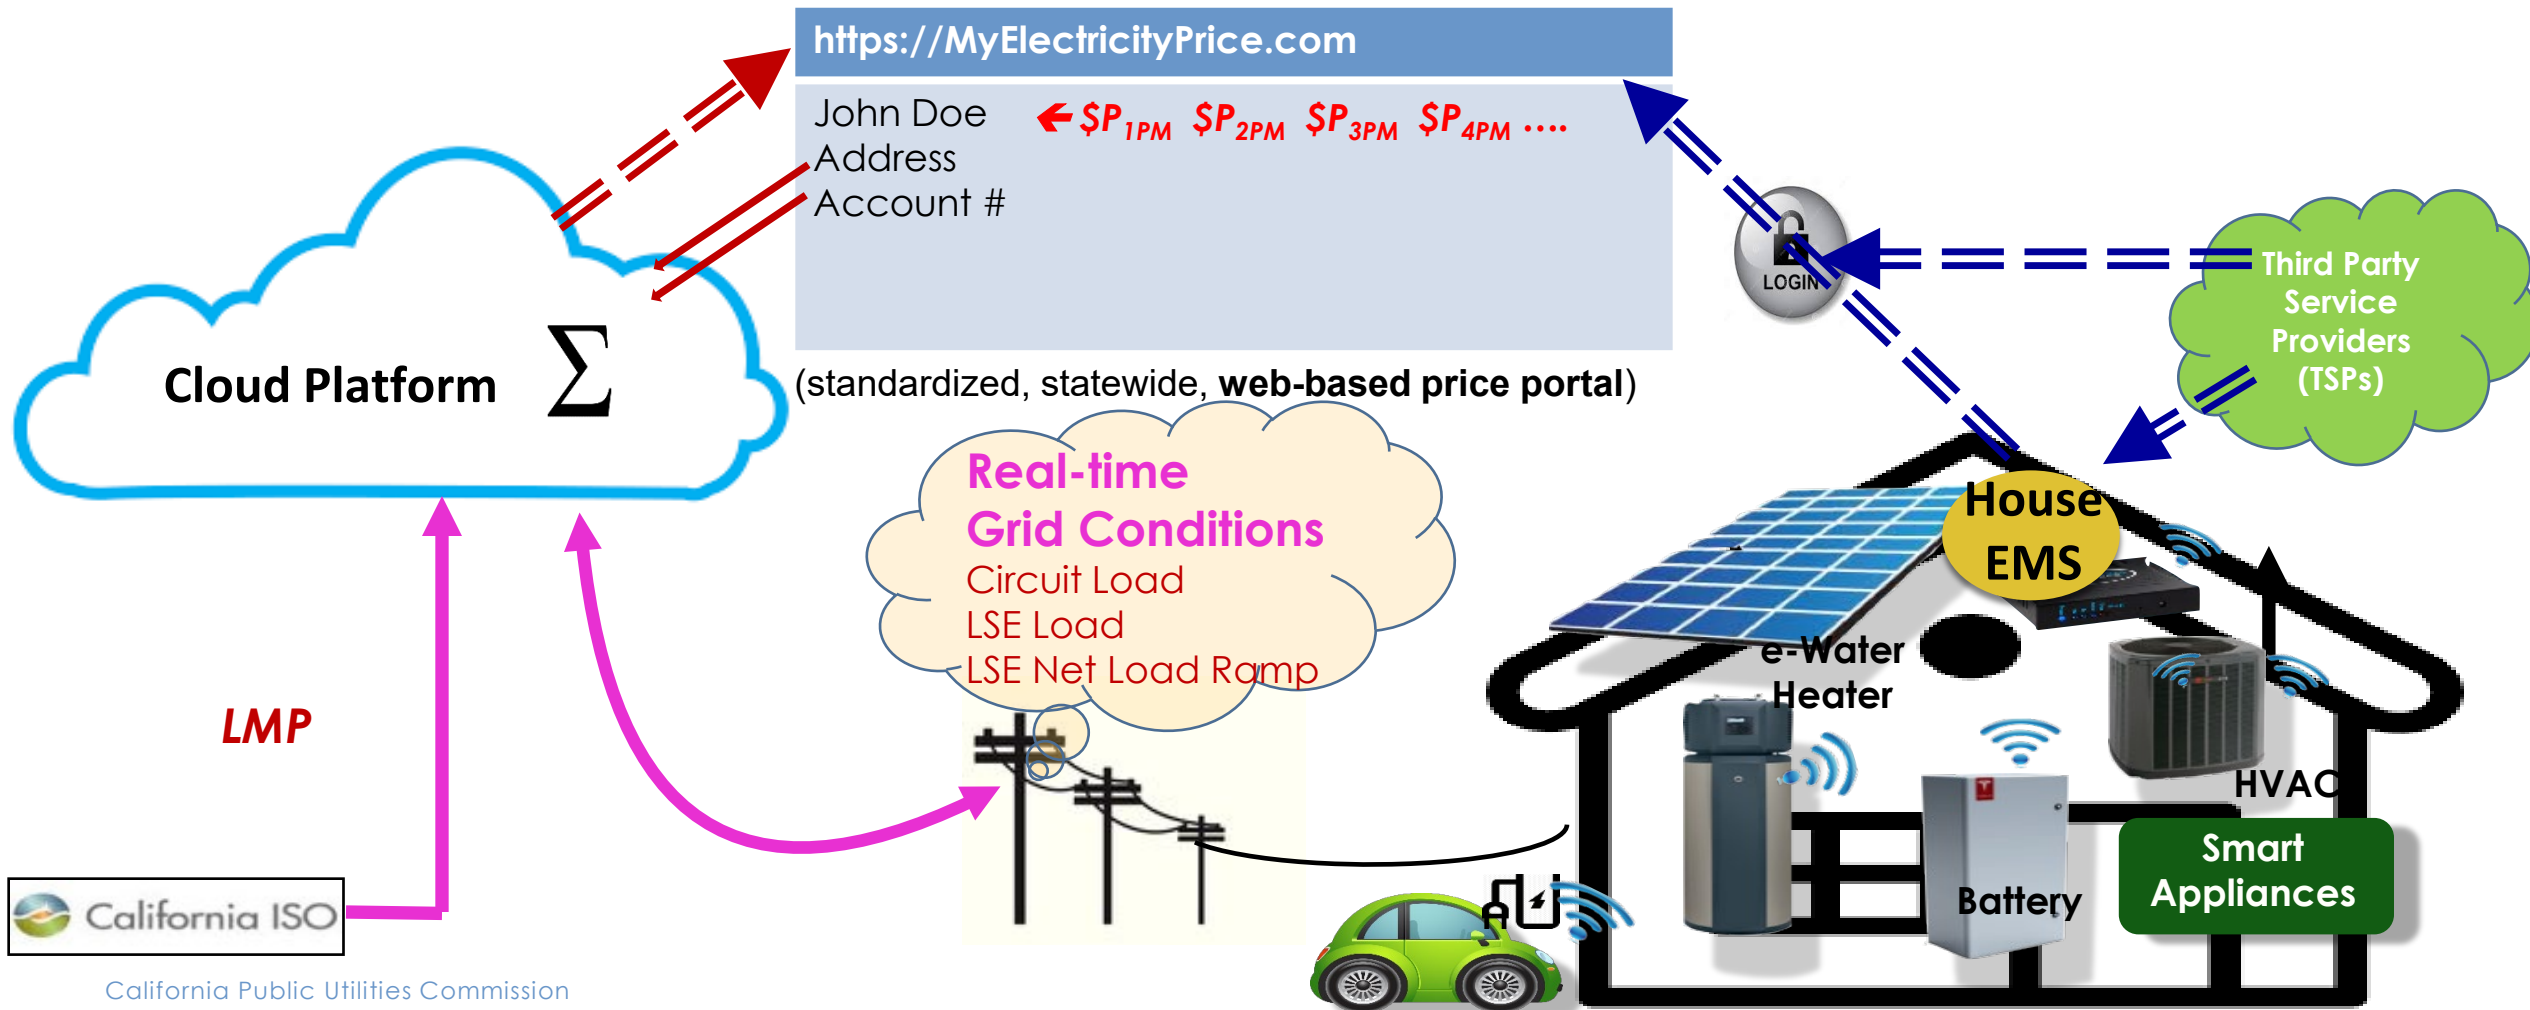 https://MyElectricityPrice.com
John Doe ← $P1PM $P2PM $P3PM $P4PM ....
Address
Account #
LOGIN
Third Party
Service
Providers
(TSPs)
Cloud Platform ∑
(standardized, statewide, web-based price portal)
Real-time
Grid Conditions
Circuit Load
LSE Load
LSE Net Load Ramp
House
EMS
e-Water
Heater
LMP
HVAC
Smart
Appliances
Battery
California ISO
California Public Utilities Commission